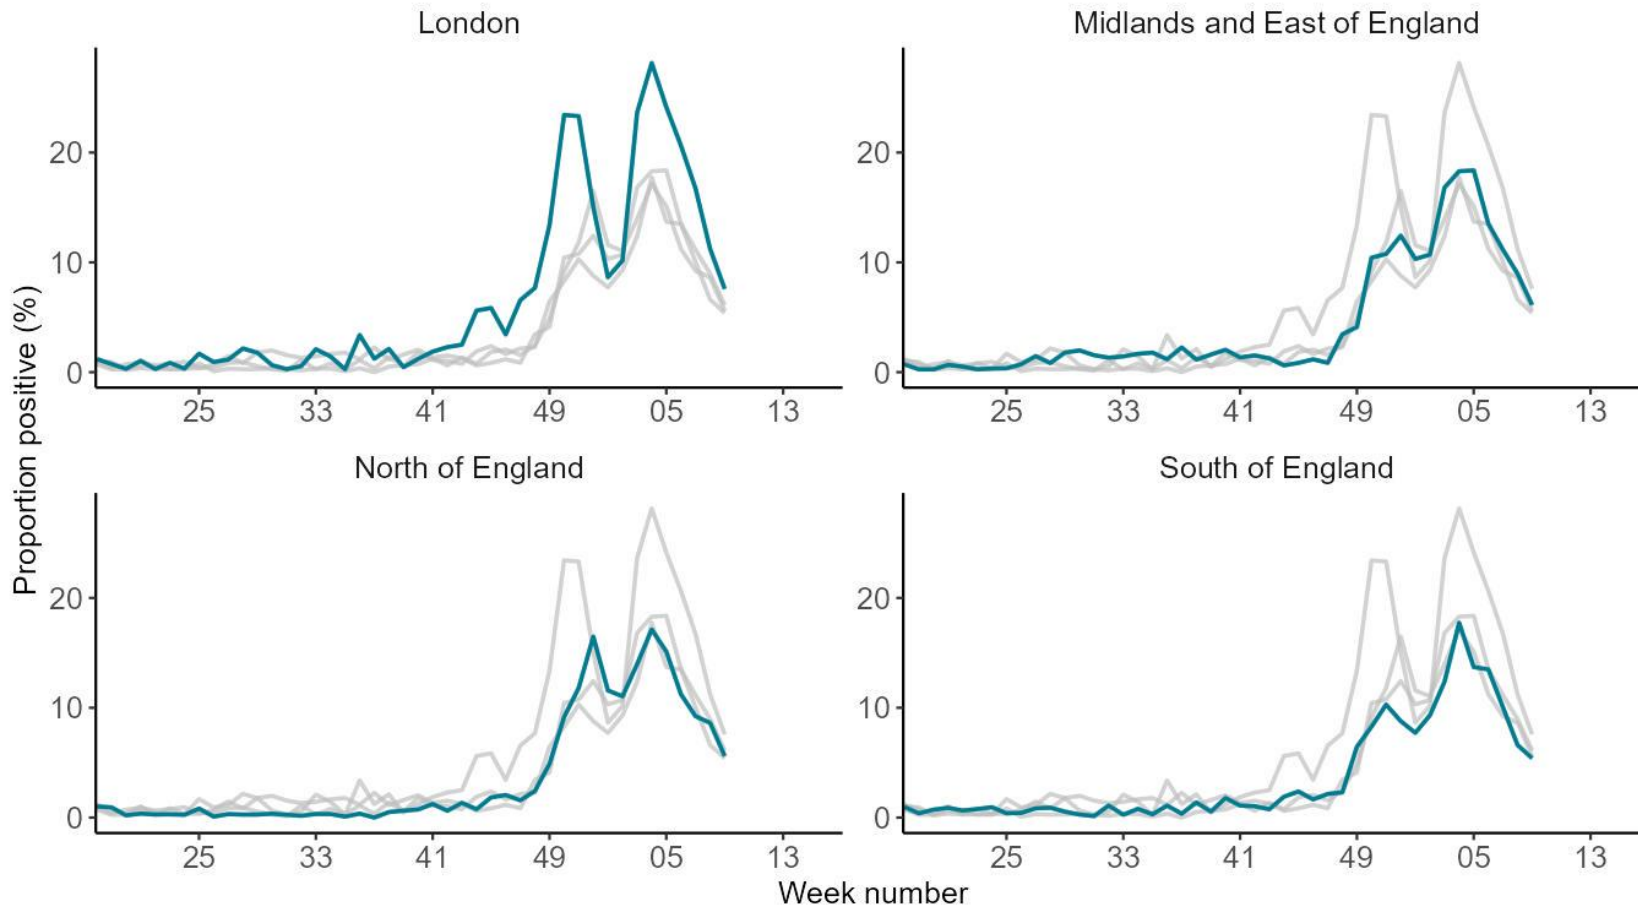 London
Midlands and East of England
20
10
0
25 33 41 49 05 13
20
10
0
25 33 41 49 05 13
North of England
South of England
20
10
0
25 33 41 49 05 13
20
10
0
25 33 41 49 05 13
Proportion positive (%)
Week number